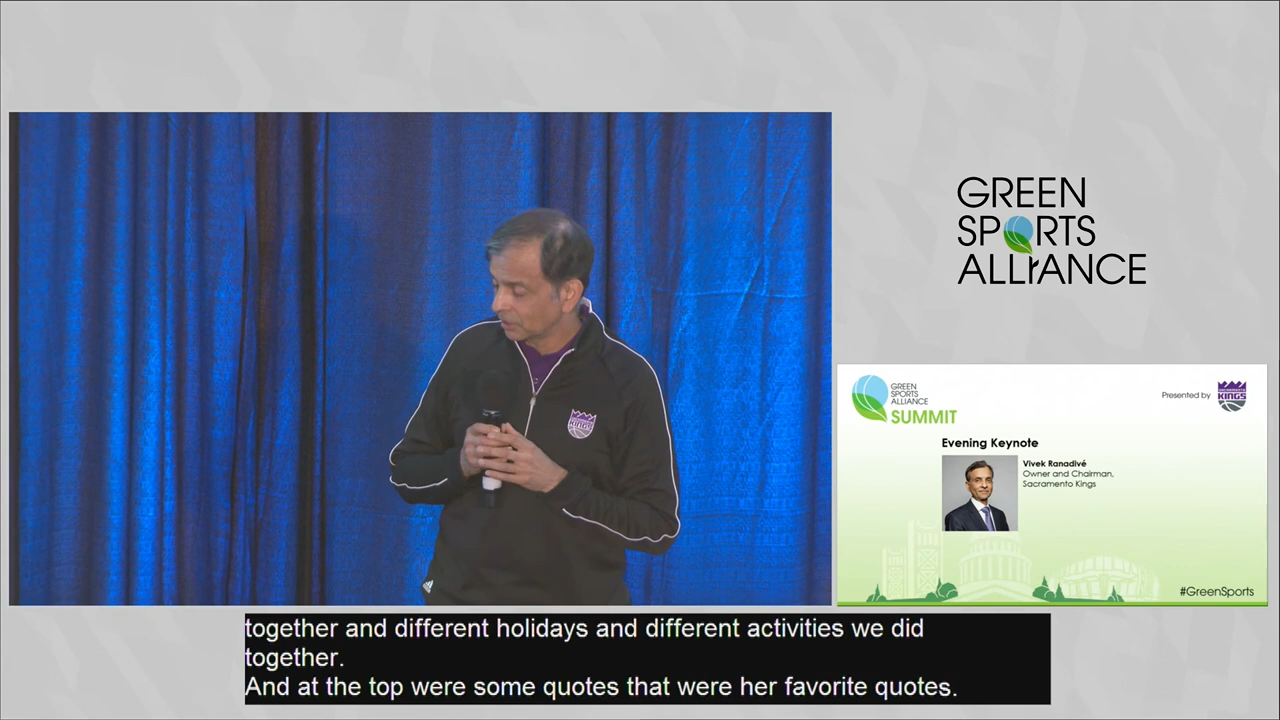 GREEN
SPORTS
ALLIANCE
GREEN
SPORTS
ALLIANCE
SUMMIT
Presented by
SACRAMENTO
KINGS
Evening Keynote
Vivek Ranadivé
Owner and Chairman,
Sacramento Kings
#GreenSports
KINGS
together and different holidays and different activities we did
together.
And at the top were some quotes that were her favorite quotes.